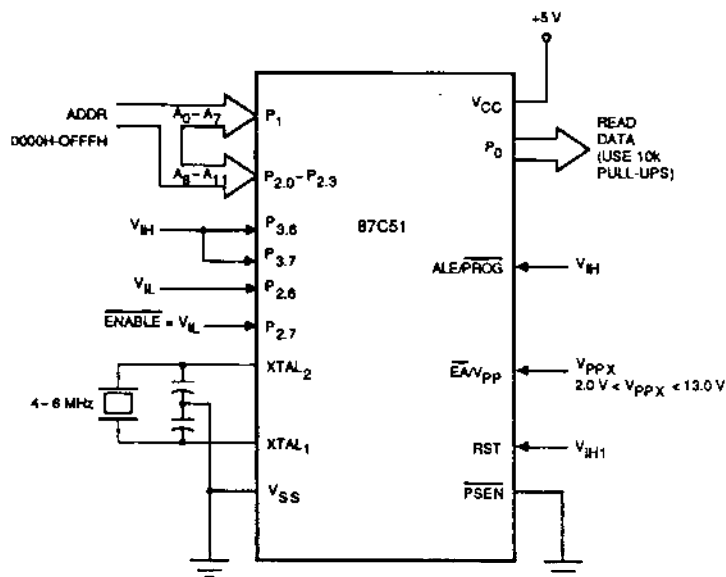 +5 V
ADDR
0000H-OFFFH
A0-A7
A8-A11
P1
P2.0-P2.3
VCC
P0
READ
DATA
(USE 10k
PULL-UPS)
87C51
VIH
P3.6
P3.7
VIL
P2.6
ENABLE = VIL
P2.7
XTAL2
4-6 MHz
XTAL1
VSS
ALE/PROG
VIH
EA/VPP
VPPX
2.0 V < VPPX < 13.0 V
RST
VIH1
PSEN